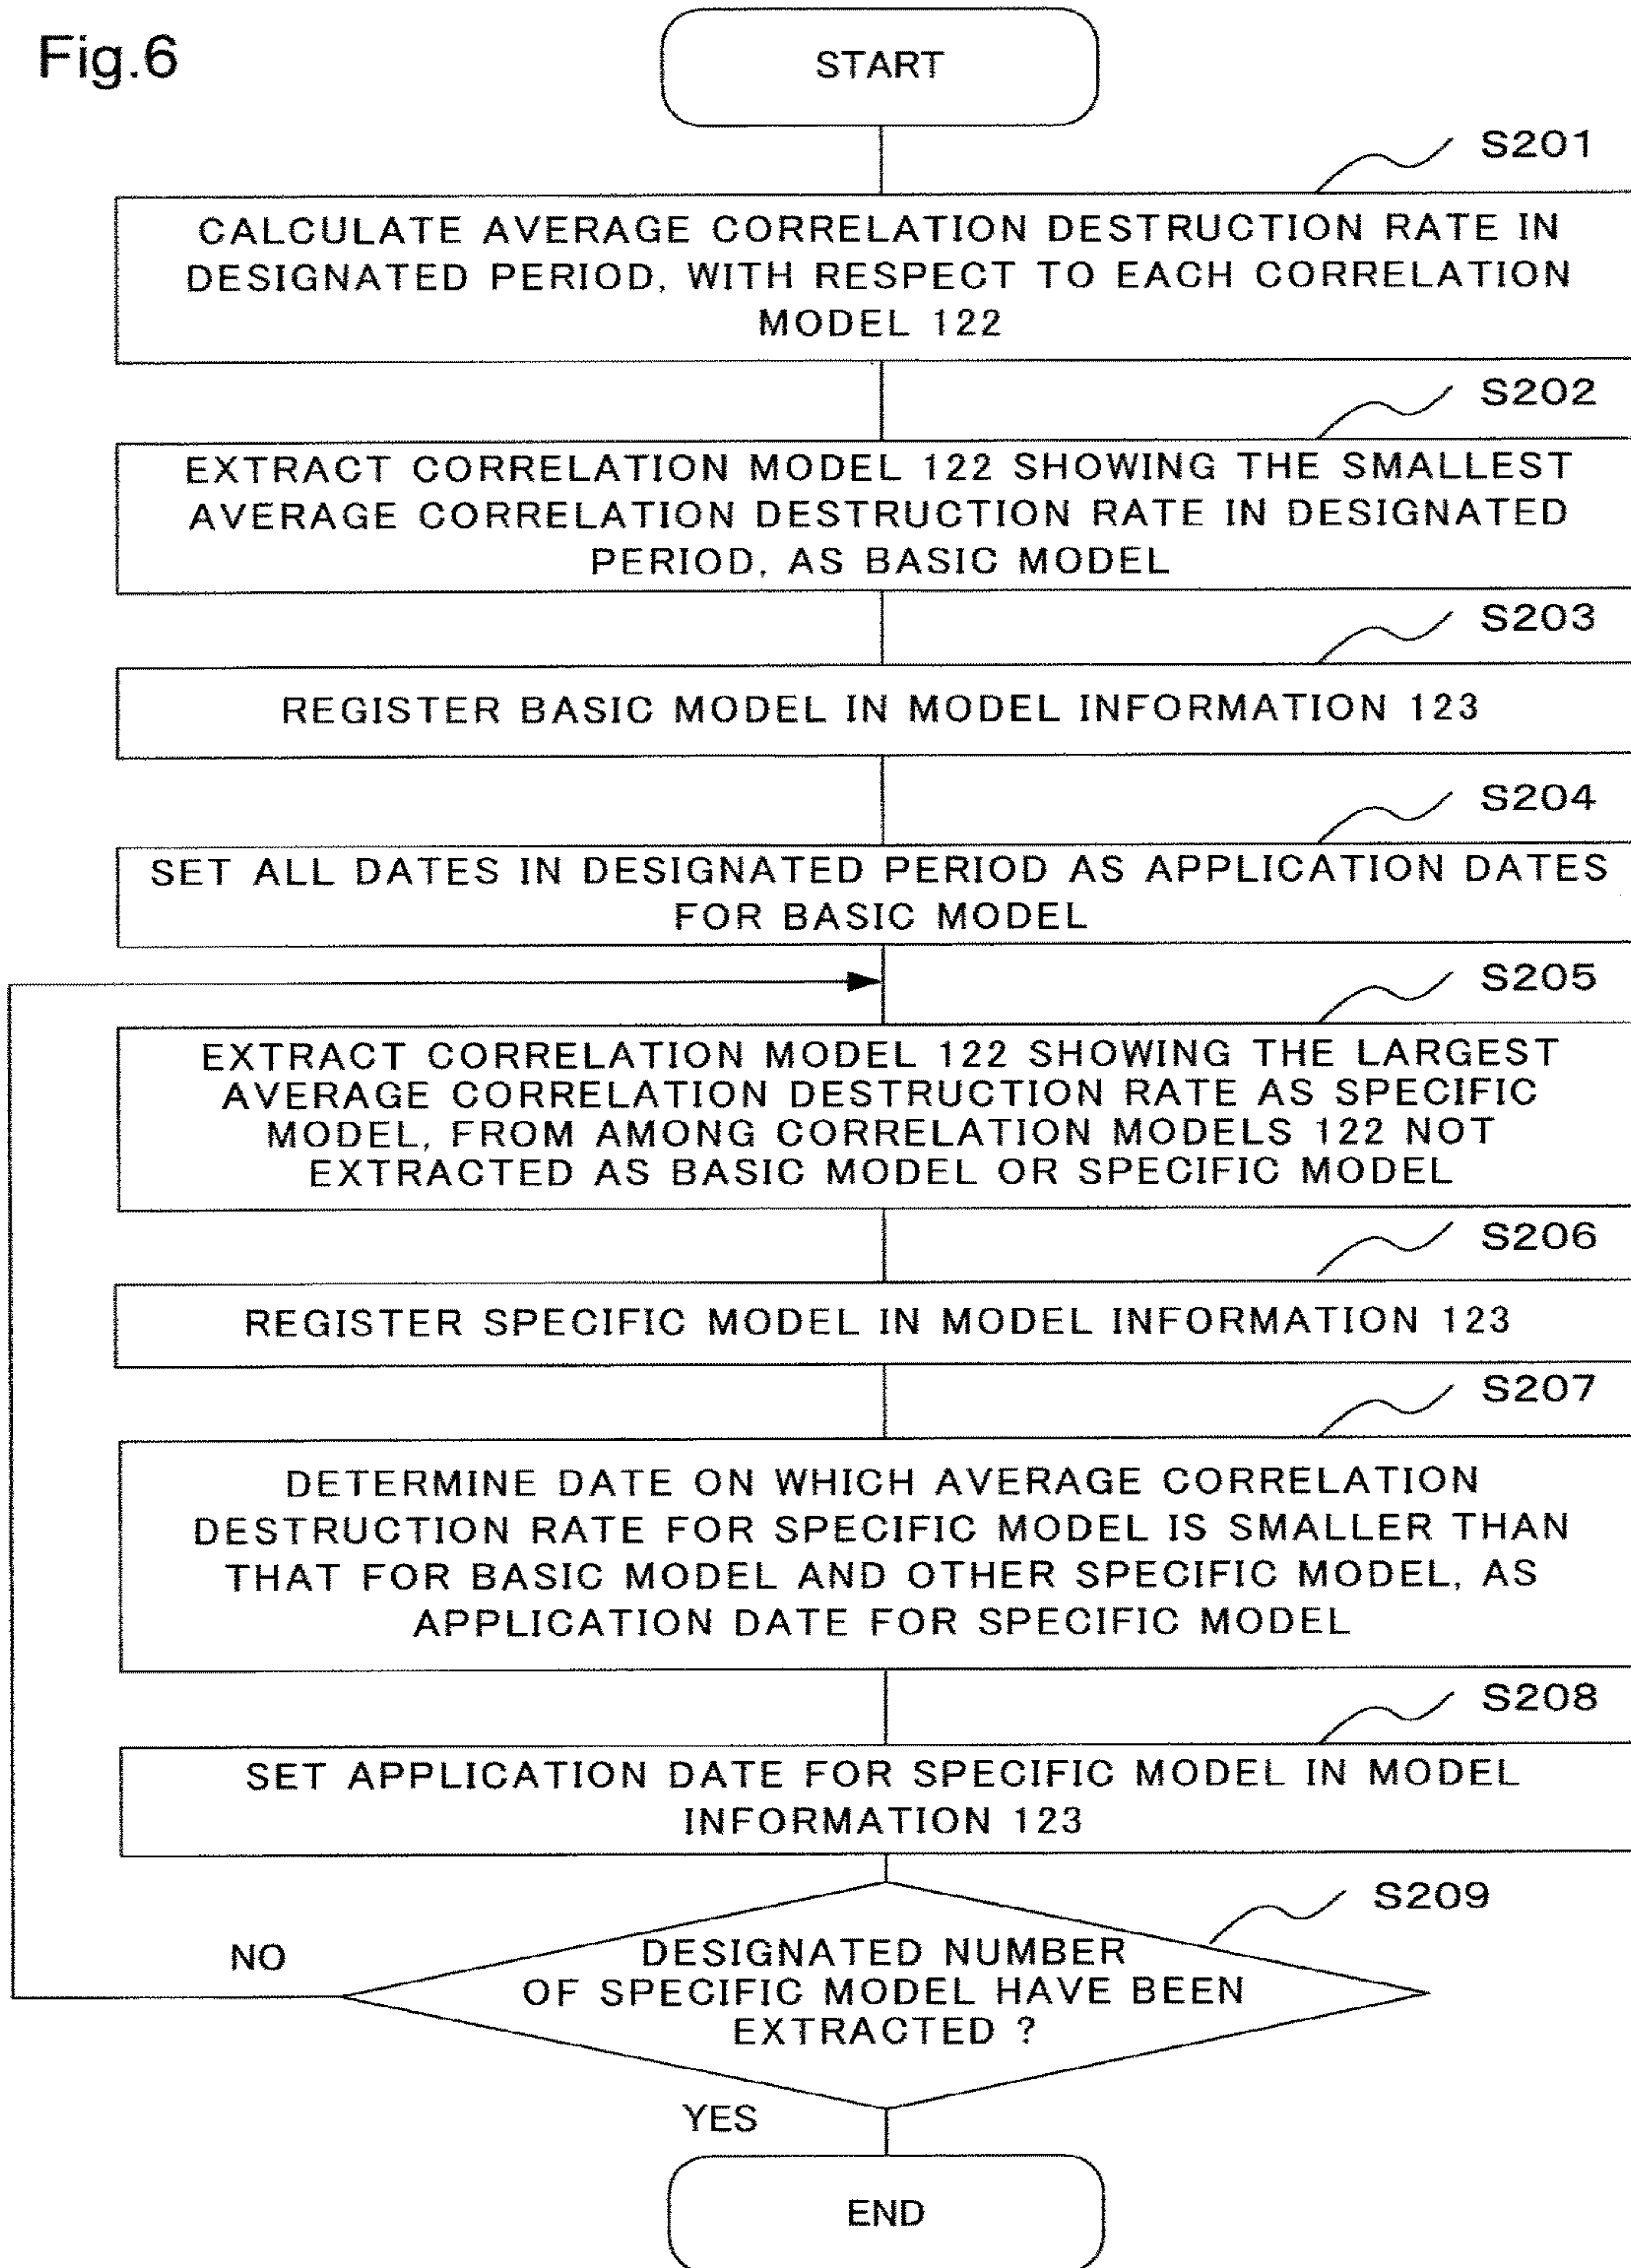 Fig.6
START
S201
CALCULATE AVERAGE CORRELATION DESTRUCTION RATE IN
DESIGNATED PERIOD, WITH RESPECT TO EACH CORRELATION
MODEL 122
S202
EXTRACT CORRELATION MODEL 122 SHOWING THE SMALLEST
AVERAGE CORRELATION DESTRUCTION RATE IN DESIGNATED
PERIOD, AS BASIC MODEL
S203
REGISTER BASIC MODEL IN MODEL INFORMATION 123
S204
SET ALL DATES IN DESIGNATED PERIOD AS APPLICATION DATES
FOR BASIC MODEL
S205
EXTRACT CORRELATION MODEL 122 SHOWING THE LARGEST
AVERAGE CORRELATION DESTRUCTION RATE AS SPECIFIC
MODEL, FROM AMONG CORRELATION MODELS 122 NOT
EXTRACTED AS BASIC MODEL OR SPECIFIC MODEL
S206
REGISTER SPECIFIC MODEL IN MODEL INFORMATION 123
S207
DETERMINE DATE ON WHICH AVERAGE CORRELATION
DESTRUCTION RATE FOR SPECIFIC MODEL IS SMALLER THAN
THAT FOR BASIC MODEL AND OTHER SPECIFIC MODEL, AS
APPLICATION DATE FOR SPECIFIC MODEL
S208
SET APPLICATION DATE FOR SPECIFIC MODEL IN MODEL
INFORMATION 123
S209
NO
DESIGNATED NUMBER
OF SPECIFIC MODEL HAVE BEEN
EXTRACTED ?
YES
END